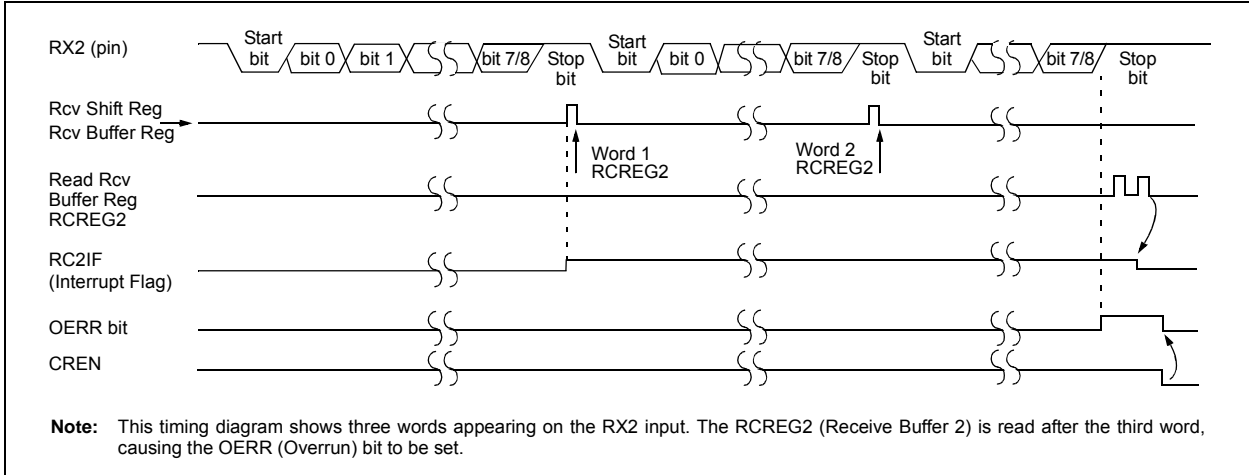 RX2 (pin)
Start
bit
bit 0
bit 1
bit 7/8
Stop
bit
Start
bit
bit 0
bit 7/8
Stop
bit
Start
bit
bit 7/8
Stop
bit
Rcv Shift Reg
Rcv Buffer Reg
Word 1
RCREG2
Word 2
RCREG2
Read Rcv
Buffer Reg
RCREG2
RC2IF
(Interrupt Flag)
OERR bit
CREN
Note: This timing diagram shows three words appearing on the RX2 input. The RCREG2 (Receive Buffer 2) is read after the third word,
causing the OERR (Overrun) bit to be set.